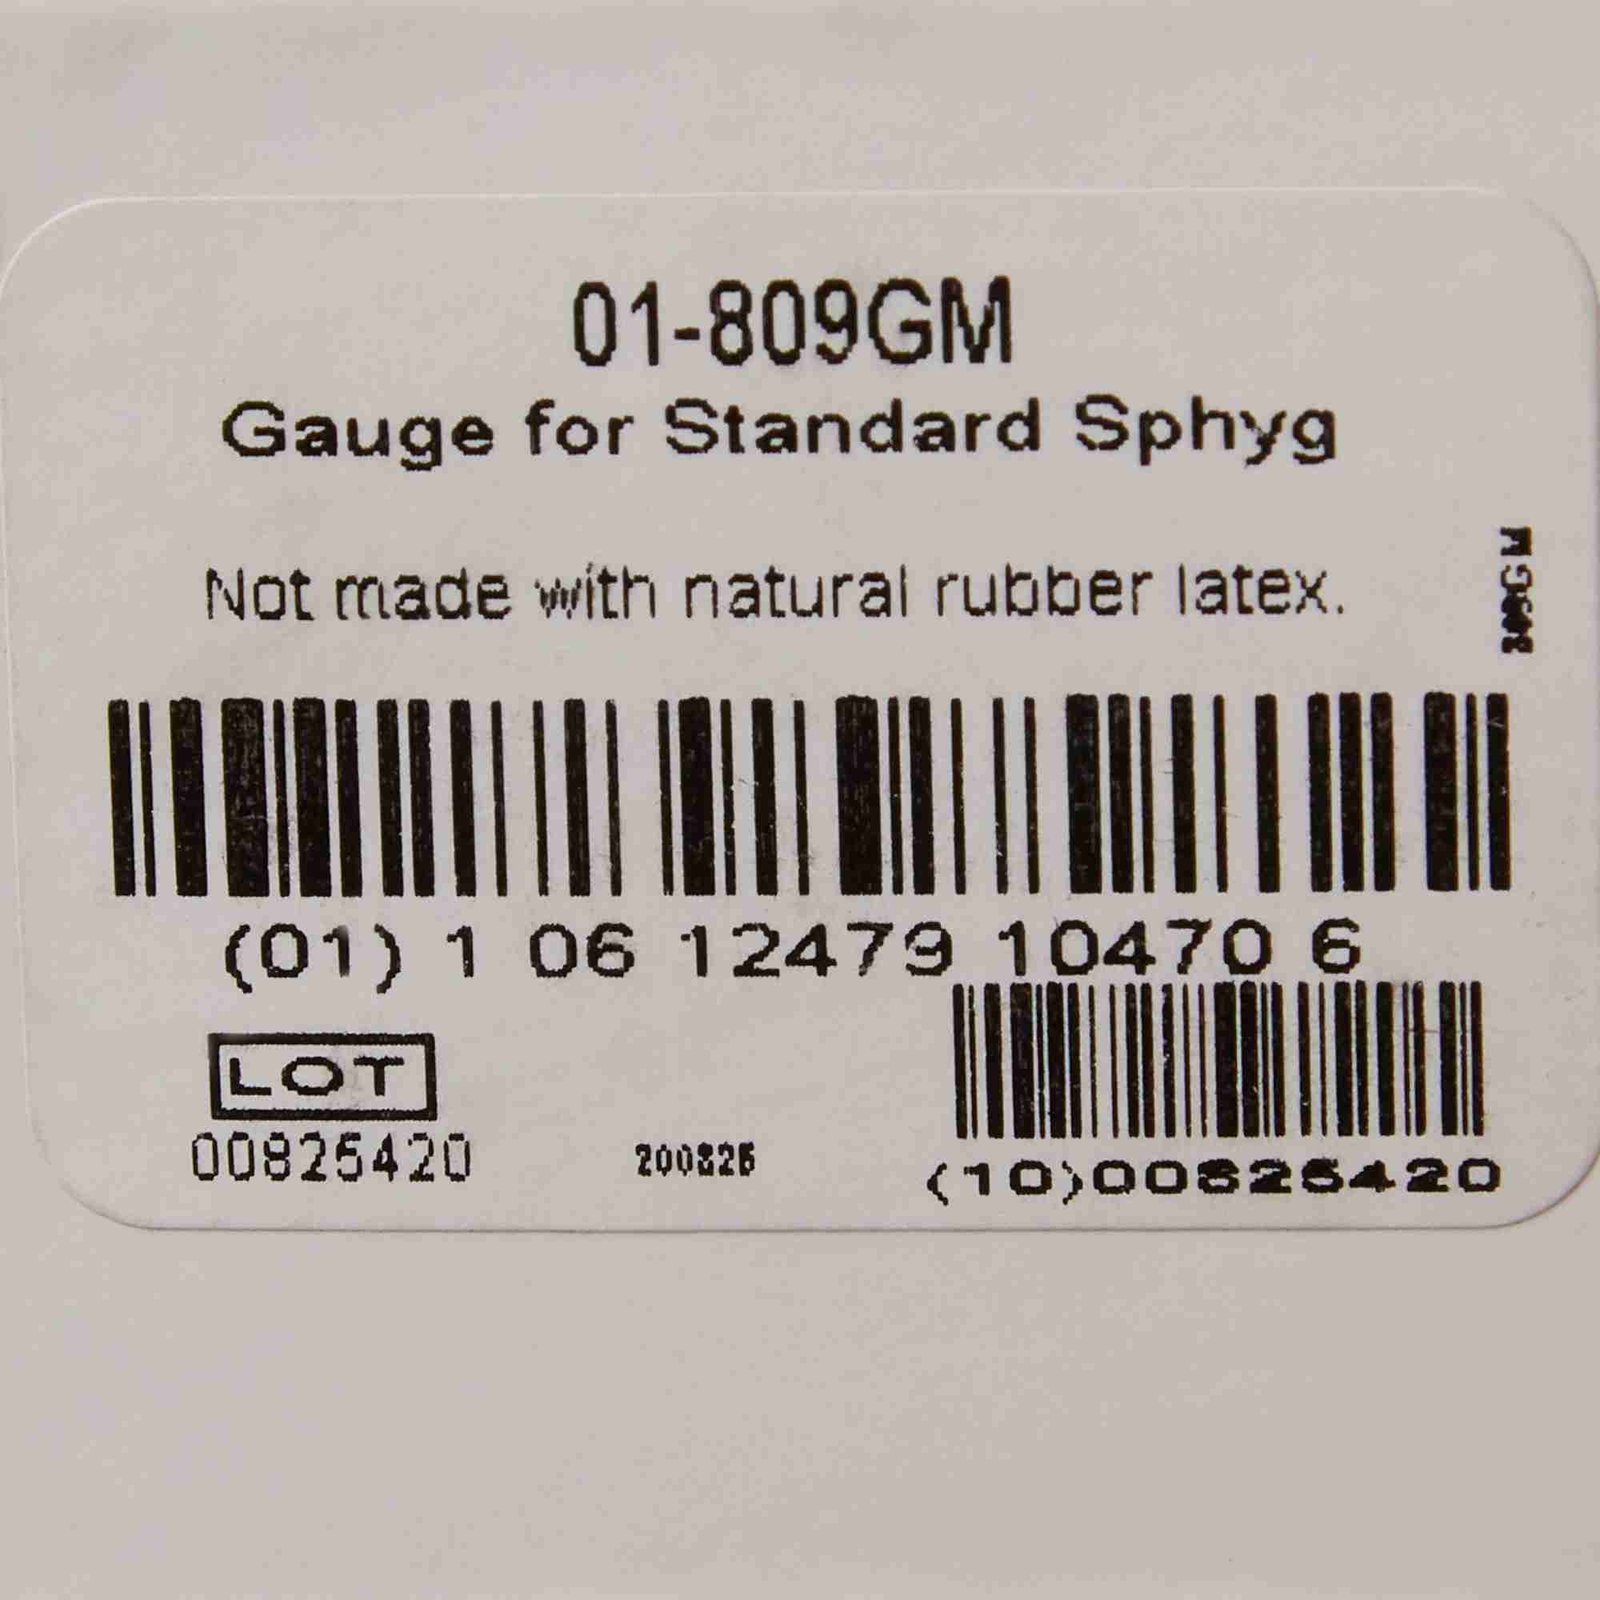 01-809GM
Gauge for Standard Sphyg
Not made with natural rubber latex.
(01) 1 06 12479 10470 6
LOT
00825420
200825
(10)00825420